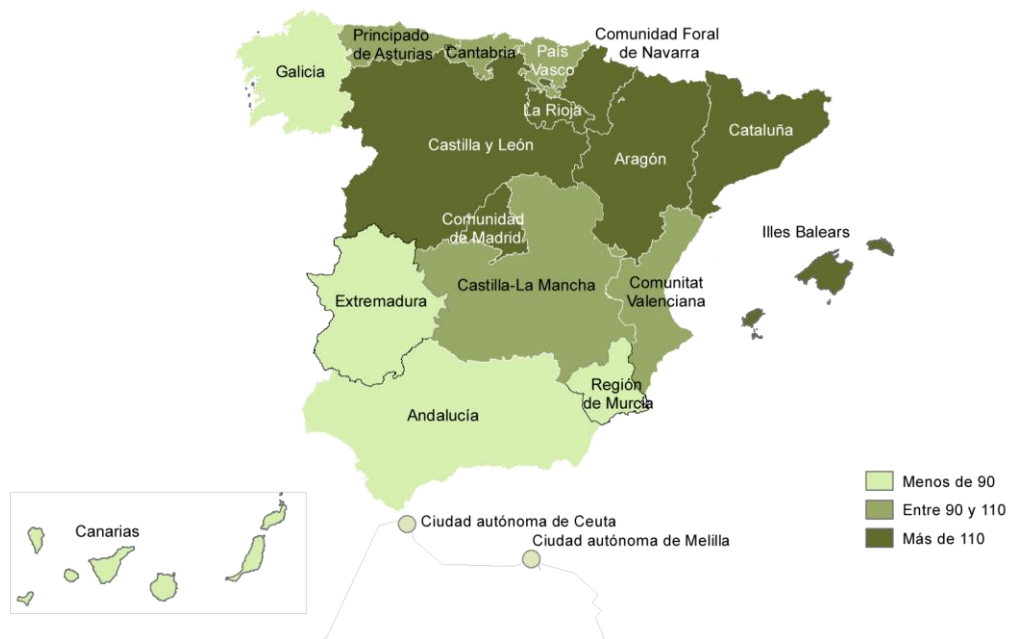 Principado
de Asturias
Cantabria
País
Vasco
Comunidad Foral
de Navarra
Galicia
La Rioja
Castilla y León
Aragón
Cataluña
Comunidad
de Madrid
Illes Balears
Extremadura
Castilla-La Mancha
Comunitat
Valenciana
Región
de Murcia
Andalucía
Menos de 90
Entre 90 y 110
Más de 110
Canarias
Ciudad autónoma de Ceuta
Ciudad autónoma de Melilla